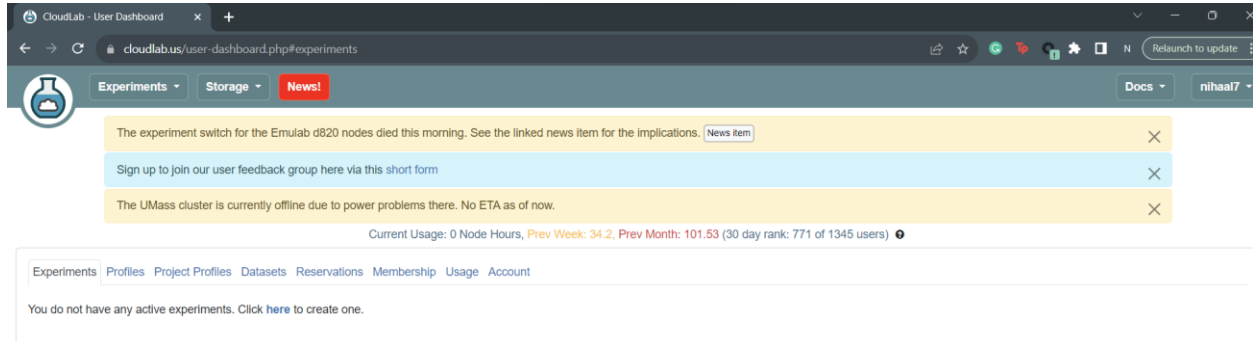 CloudLab - User Dashboard
cloudlab.us/user-dashboard.php#experiments
N
Relaunch to update
Experiments Storage News! Docs nihaal7
The experiment switch for the Emulab d820 nodes died this morning. See the linked news item for the implications. News item
Sign up to join our user feedback group here via this short form
The UMass cluster is currently offline due to power problems there. No ETA as of now.
Current Usage: 0 Node Hours, Prev Week: 34.2, Prev Month: 101.53 (30 day rank: 771 of 1345 users)
Experiments Profiles Project Profiles Datasets Reservations Membership Usage Account
You do not have any active experiments. Click here to create one.